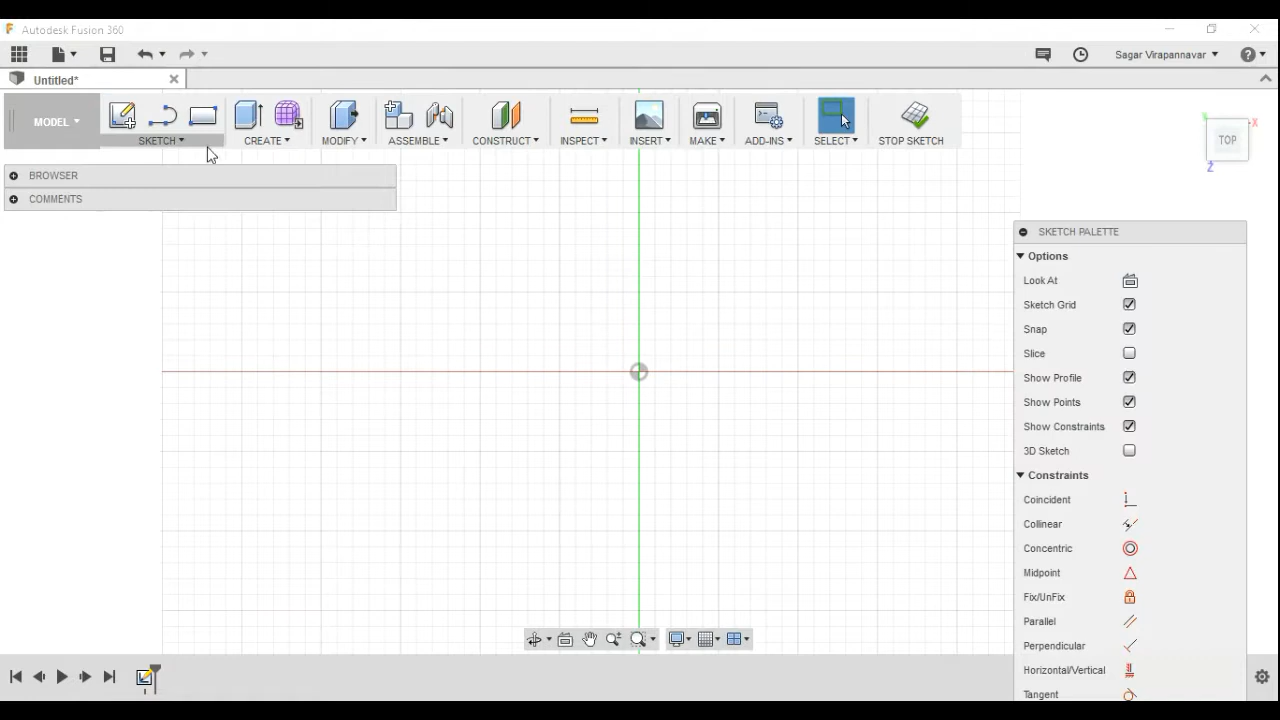 Autodesk Fusion 360
Sagar Virapannavar
Untitled*
MODEL
SKETCH
CREATE
MODIFY
ASSEMBLE
CONSTRUCT
INSPECT
INSERT
MAKE
ADD-INS
SELECT
STOP SKETCH
TOP
X
Y
Z
BROWSER
COMMENTS
SKETCH PALETTE
Options
Look At
Sketch Grid
Snap
Slice
Show Profile
Show Points
Show Constraints
3D Sketch
Constraints
Coincident
Collinear
Concentric
Midpoint
Fix/UnFix
Parallel
Perpendicular
Horizontal/Vertical
Tangent